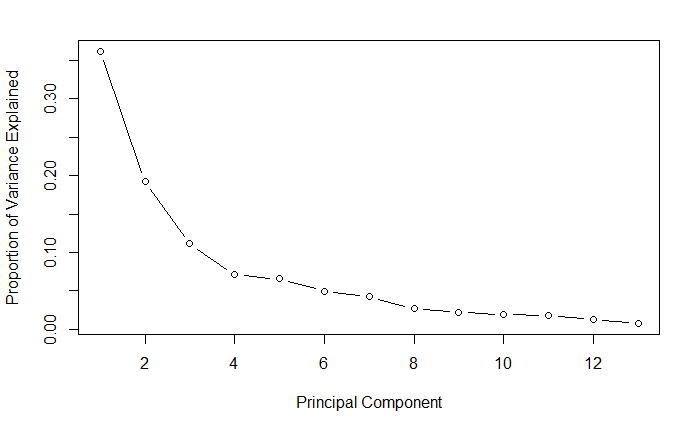 Proportion of Variance Explained
0.30
0.20
0.10
0.00
2 4 6 8 10 12
Principal Component